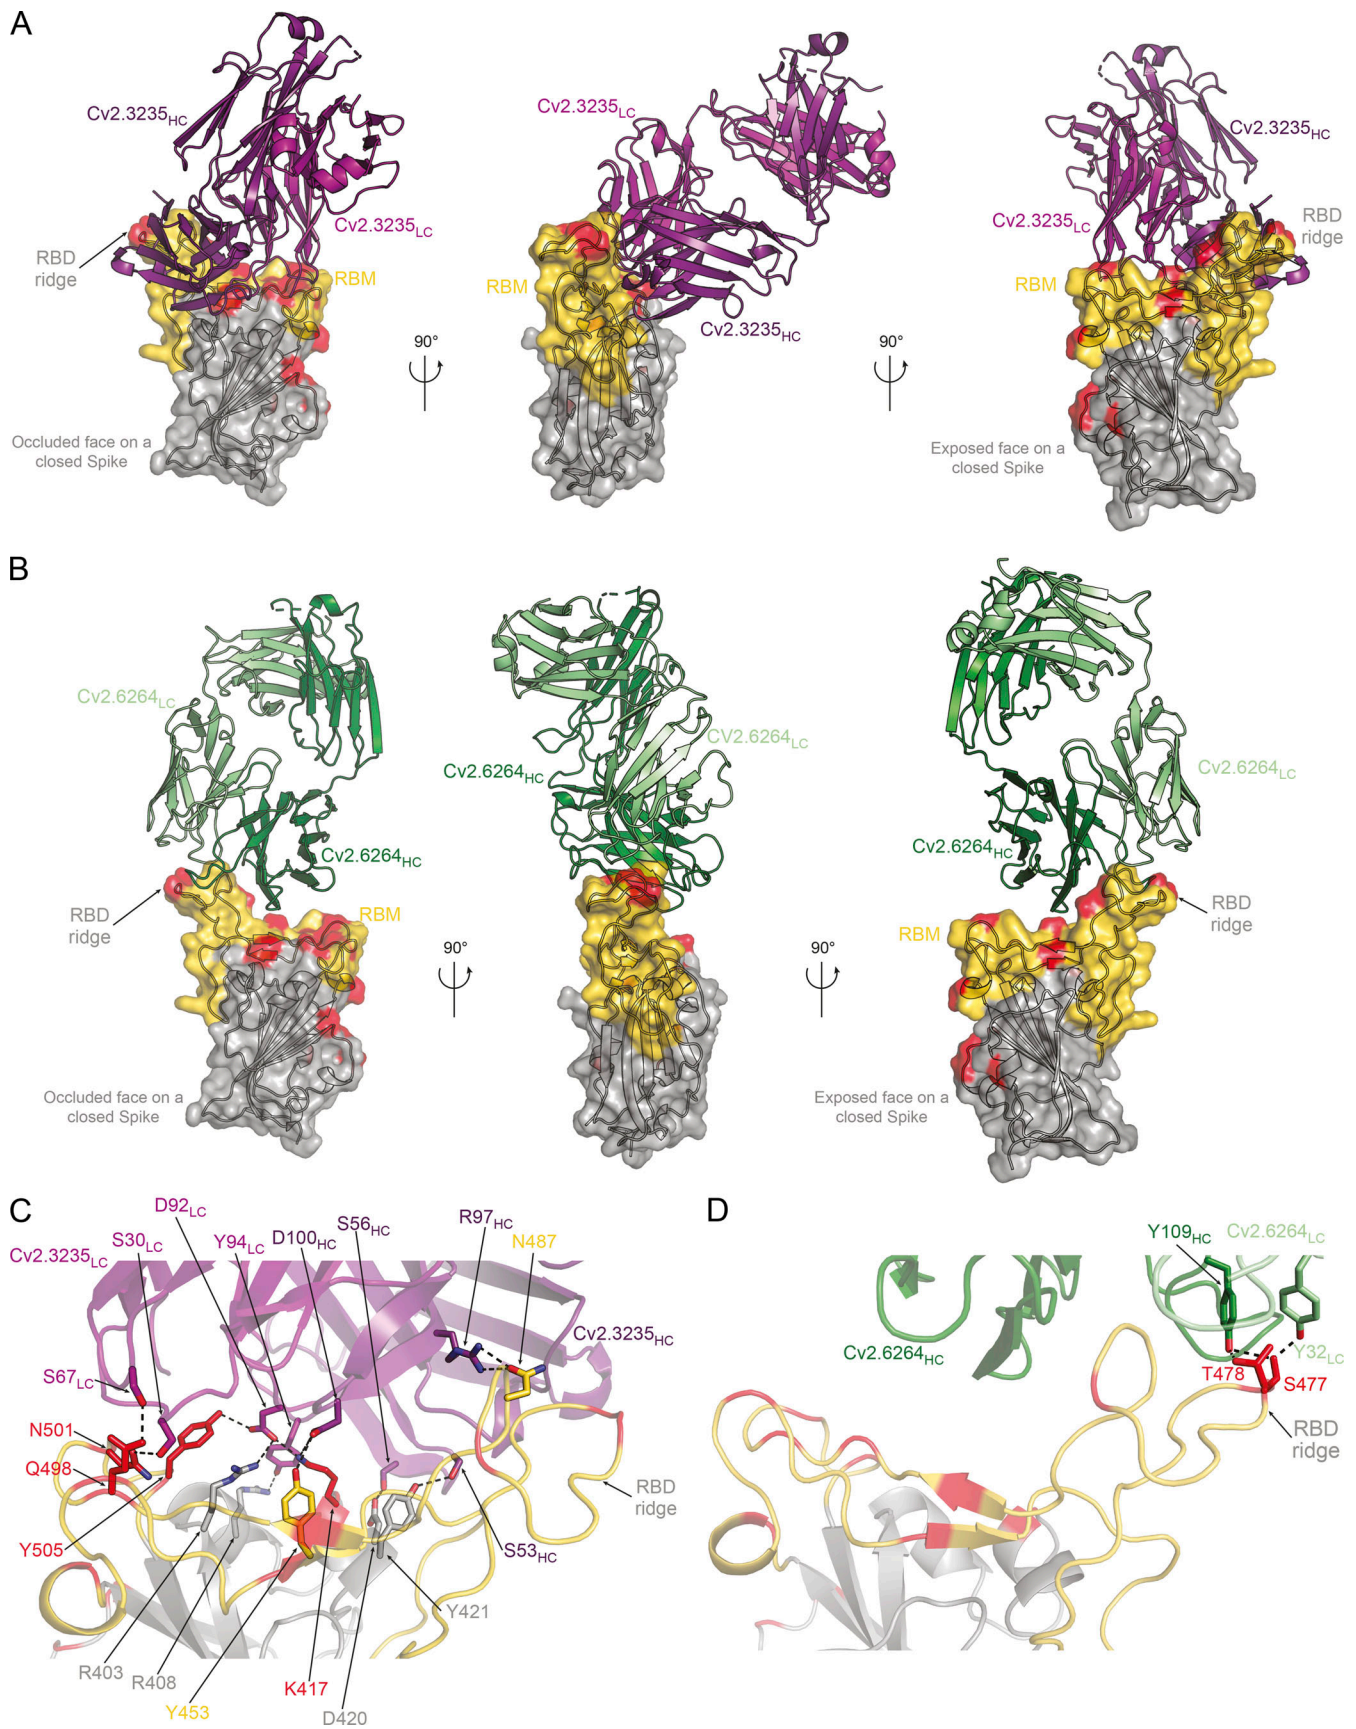 A
Cv2.3235HC
Cv2.3235LC
RBD
ridge
RBM
Occluded face on a
closed Spike
90°
Cv2.3235LC
RBM
Cv2.3235HC
90°
Cv2.3235HC
Cv2.3235LC
RBD
ridge
RBM
Exposed face on a
closed Spike
B
Cv2.6264LC
Cv2.6264HC
RBD
ridge
RBM
Occluded face on a
closed Spike
90°
CV2.6264LC
Cv2.6264HC
90°
Cv2.6264LC
Cv2.6264HC
RBM
RBD
ridge
Exposed face on a
closed Spike
C
D92LC
S30LC
Cv2.3235LC
Y94LC
D100HC
S56HC
R97HC
N487
Cv2.3235HC
S67LC
N501
Q498
Y505
RBD
ridge
S53HC
Y421
R403
R408
Y453
K417
D420
D
Y109HC
Cv2.6264LC
Cv2.6264HC
Y32LC
T478
S477
RBD
ridge